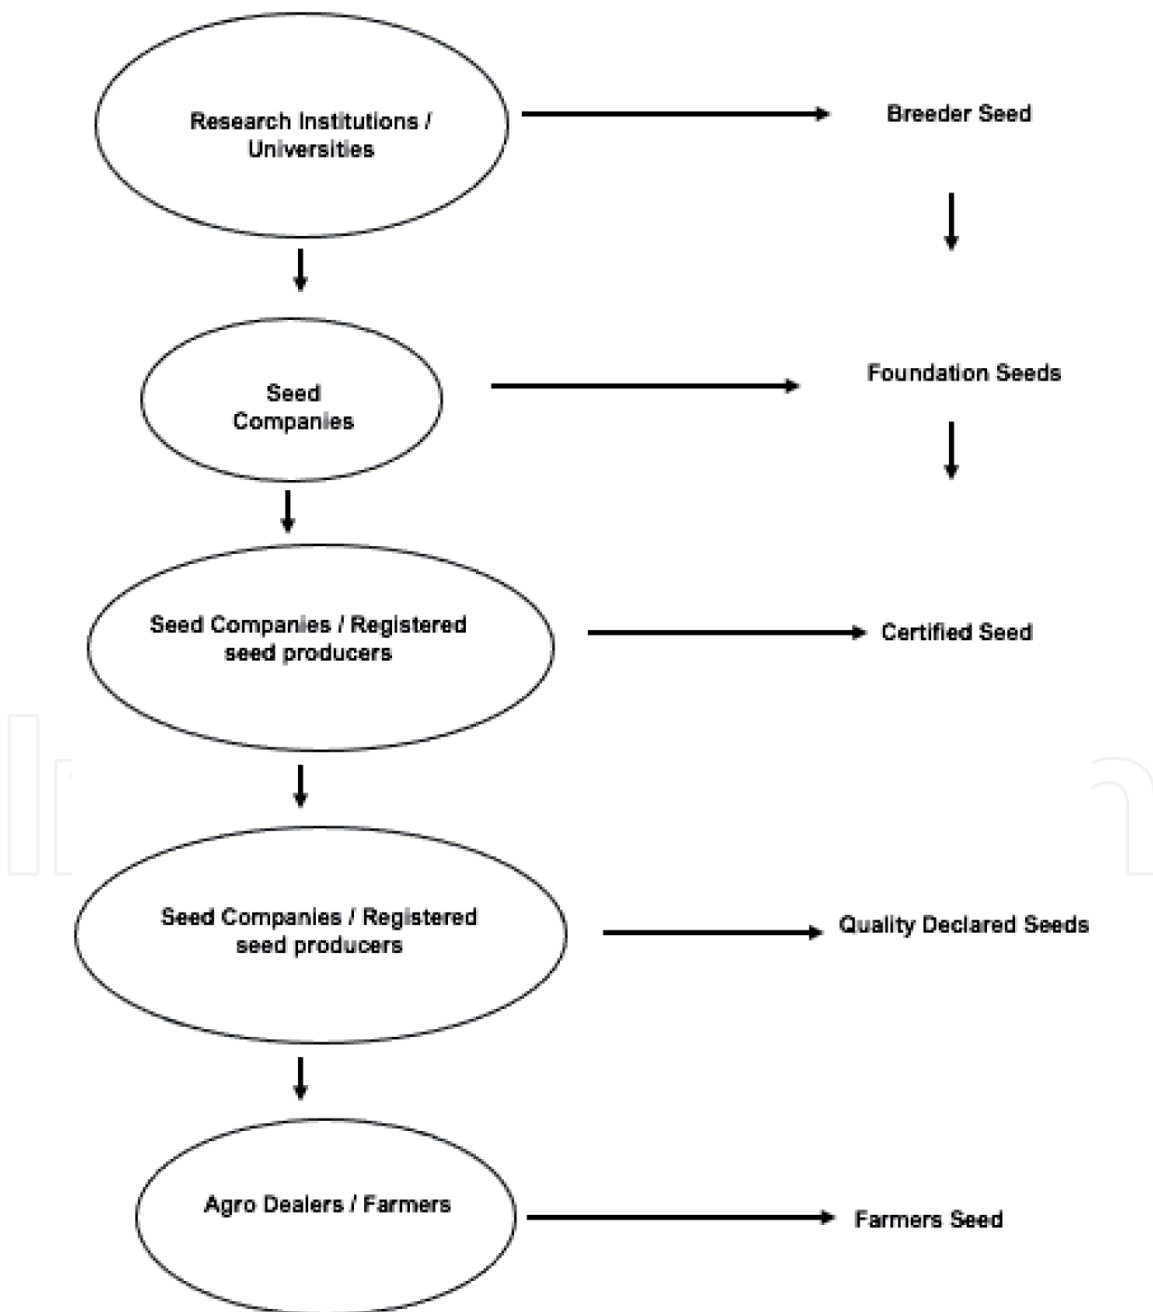 Research Institutions /
Universities
Breeder Seed
Seed
Companies
Foundation Seeds
Seed Companies / Registered
seed producers
Certified Seed
Seed Companies / Registered
seed producers
Quality Declared Seeds
Agro Dealers / Farmers
Farmers Seed